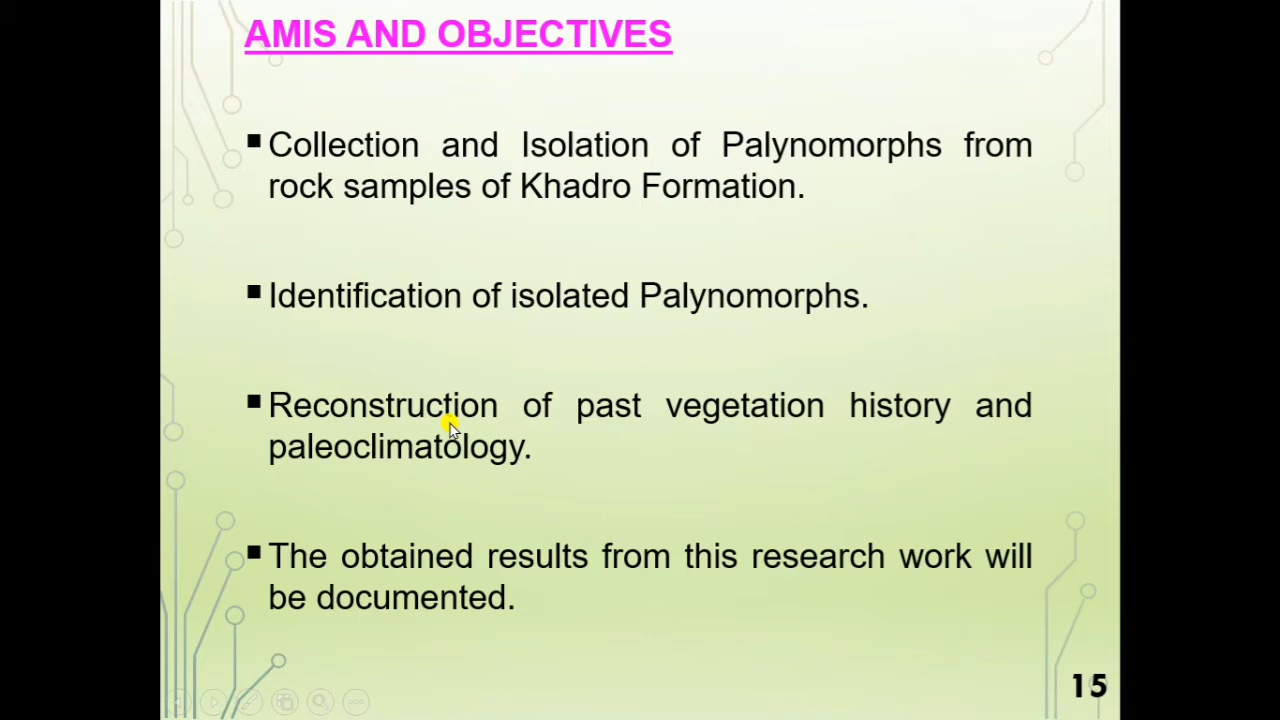 AMIS AND OBJECTIVES
Collection and Isolation of Palynomorphs from
rock samples of Khadro Formation.
Identification of isolated Palynomorphs.
Reconstruction of past vegetation history and
paleoclimatology.
The obtained results from this research work will
be documented.
15